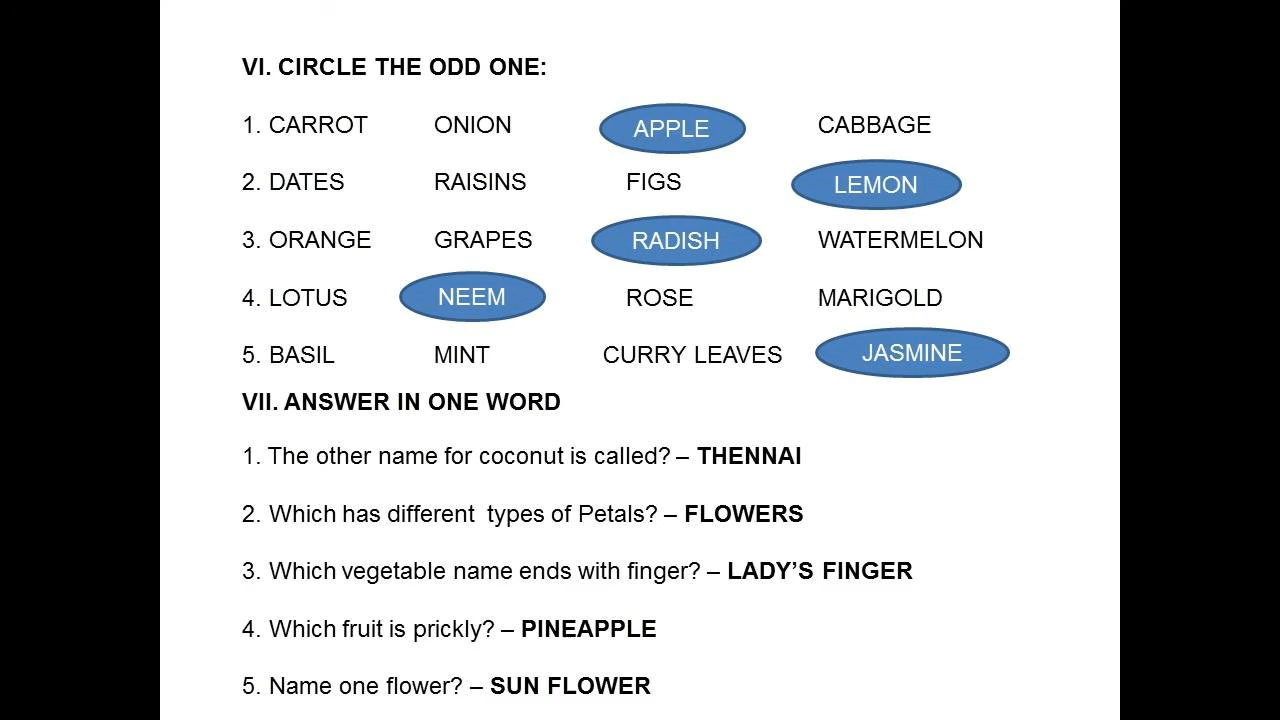 VI. CIRCLE THE ODD ONE:
1. CARROT ONION APPLE CABBAGE
2. DATES RAISINS FIGS LEMON
3. ORANGE GRAPES RADISH WATERMELON
4. LOTUS NEEM ROSE MARIGOLD
5. BASIL MINT CURRY LEAVES JASMINE
VII. ANSWER IN ONE WORD
1. The other name for coconut is called? – THENNAI
2. Which has different types of Petals? – FLOWERS
3. Which vegetable name ends with finger? – LADY’S FINGER
4. Which fruit is prickly? – PINEAPPLE
5. Name one flower? – SUN FLOWER